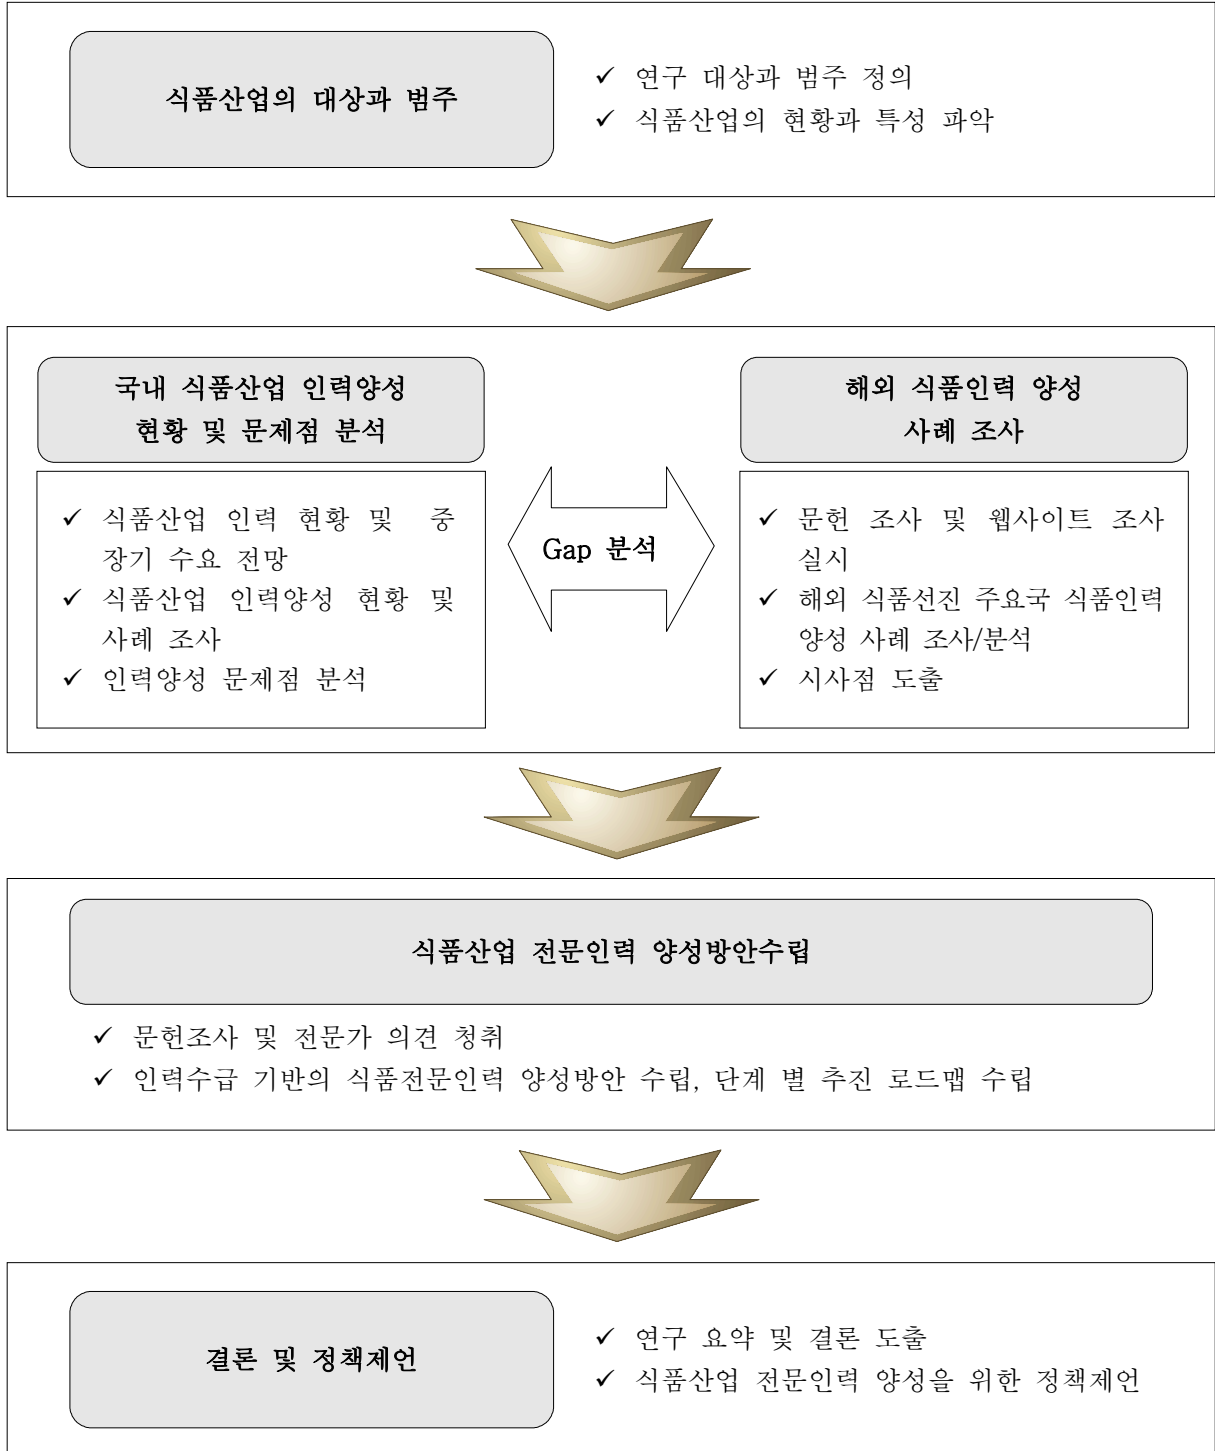 식품산업의 대상과 범주
✓ 연구 대상과 범주 정의
✓ 식품산업의 현황과 특성 파악
국내 식품산업 인력양성
현황 및 문제점 분석
✓ 식품산업 인력 현황 및 중
장기 수요 전망
✓ 식품산업 인력양성 현황 및
사례 조사
✓ 인력양성 문제점 분석
Gap 분석
해외 식품인력 양성
사례 조사
✓ 문헌 조사 및 웹사이트 조사
실시
✓ 해외 식품선진 주요국 식품인력
양성 사례 조사/분석
✓ 시사점 도출
식품산업 전문인력 양성방안수립
✓ 문헌조사 및 전문가 의견 청취
✓ 인력수급 기반의 식품전문인력 양성방안 수립, 단계 별 추진 로드맵 수립
결론 및 정책제언
✓ 연구 요약 및 결론 도출
✓ 식품산업 전문인력 양성을 위한 정책제언